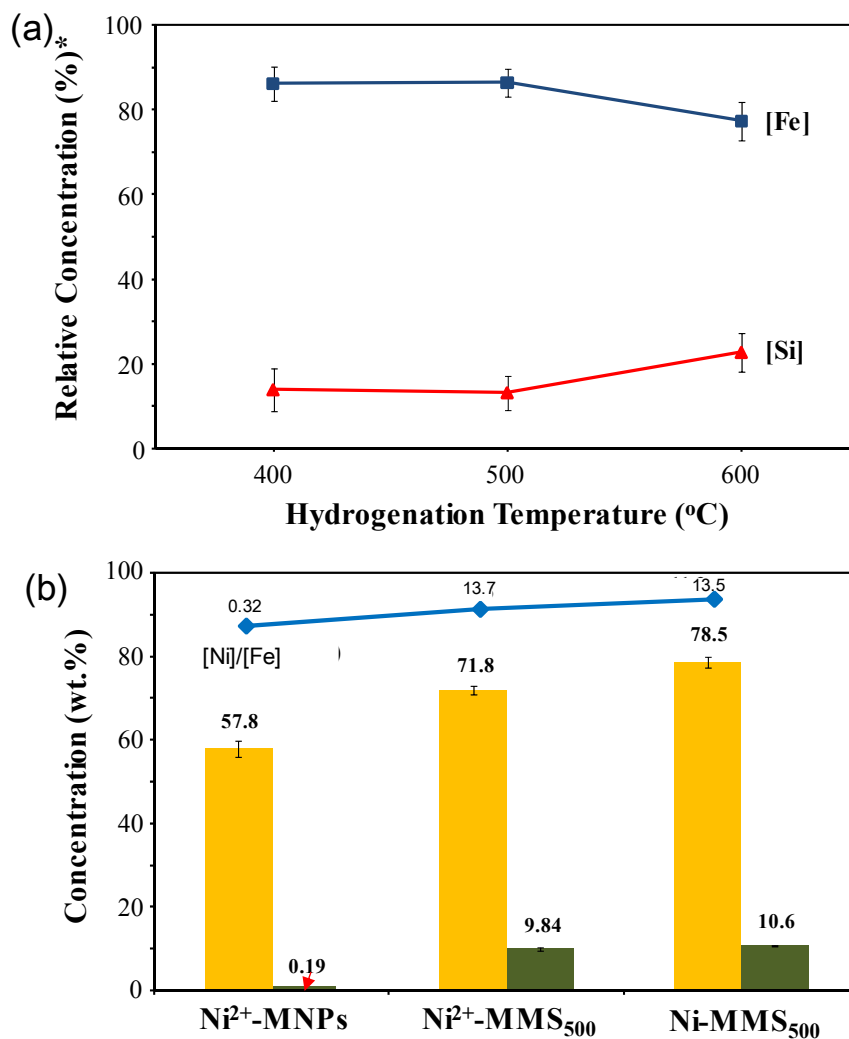 (a)
Relative Concentration (%)*
100
80
60
40
20
0
[Fe]
[Si]
400 500 600
Hydrogenation Temperature (°C)
(b)
Concentration (wt.%)
100
80
60
40
20
0
0.32 13.7 13.5
[Ni]/[Fe]
57.8 71.8 78.5
0.19 9.84 10.6
Ni²⁺-MNPs Ni²⁺-MMS₅₀₀ Ni-MMS₅₀₀